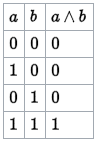 a b a ∧ b
0 0 0
1 0 0
0 1 0
1 1 1